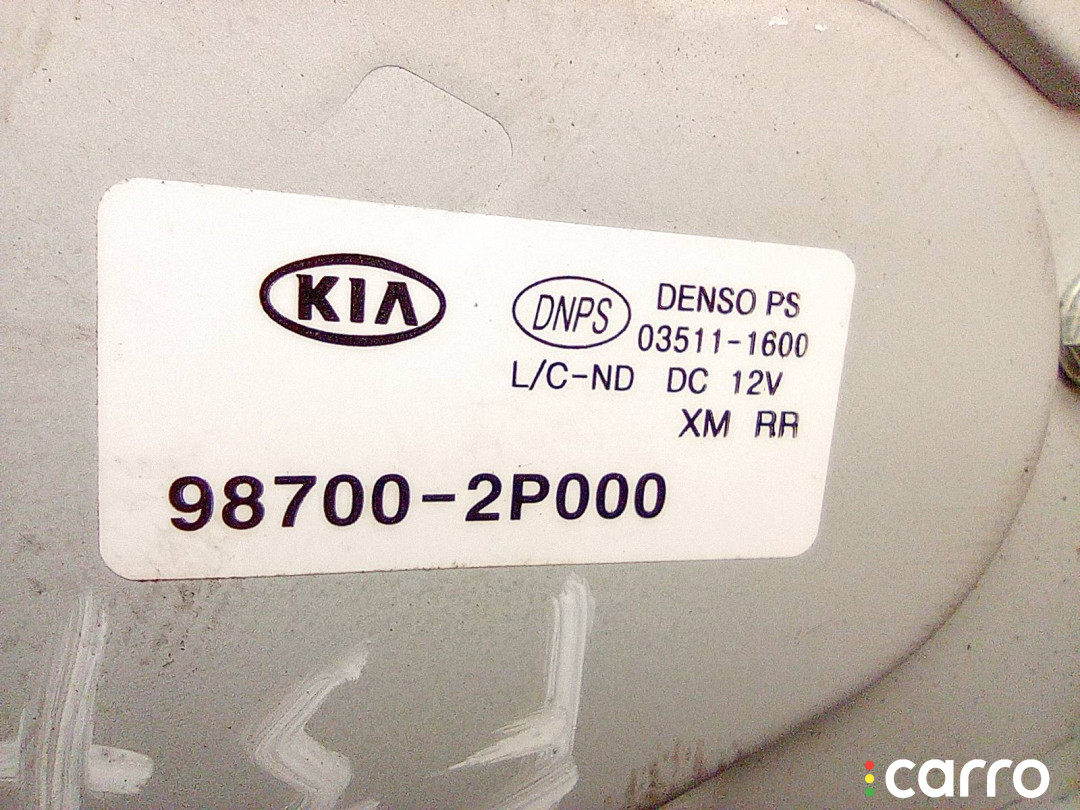 KIA
DNPS
DENSO PS
03511-1600
L/C-ND DC 12V
XM RR
98700-2P000
carro